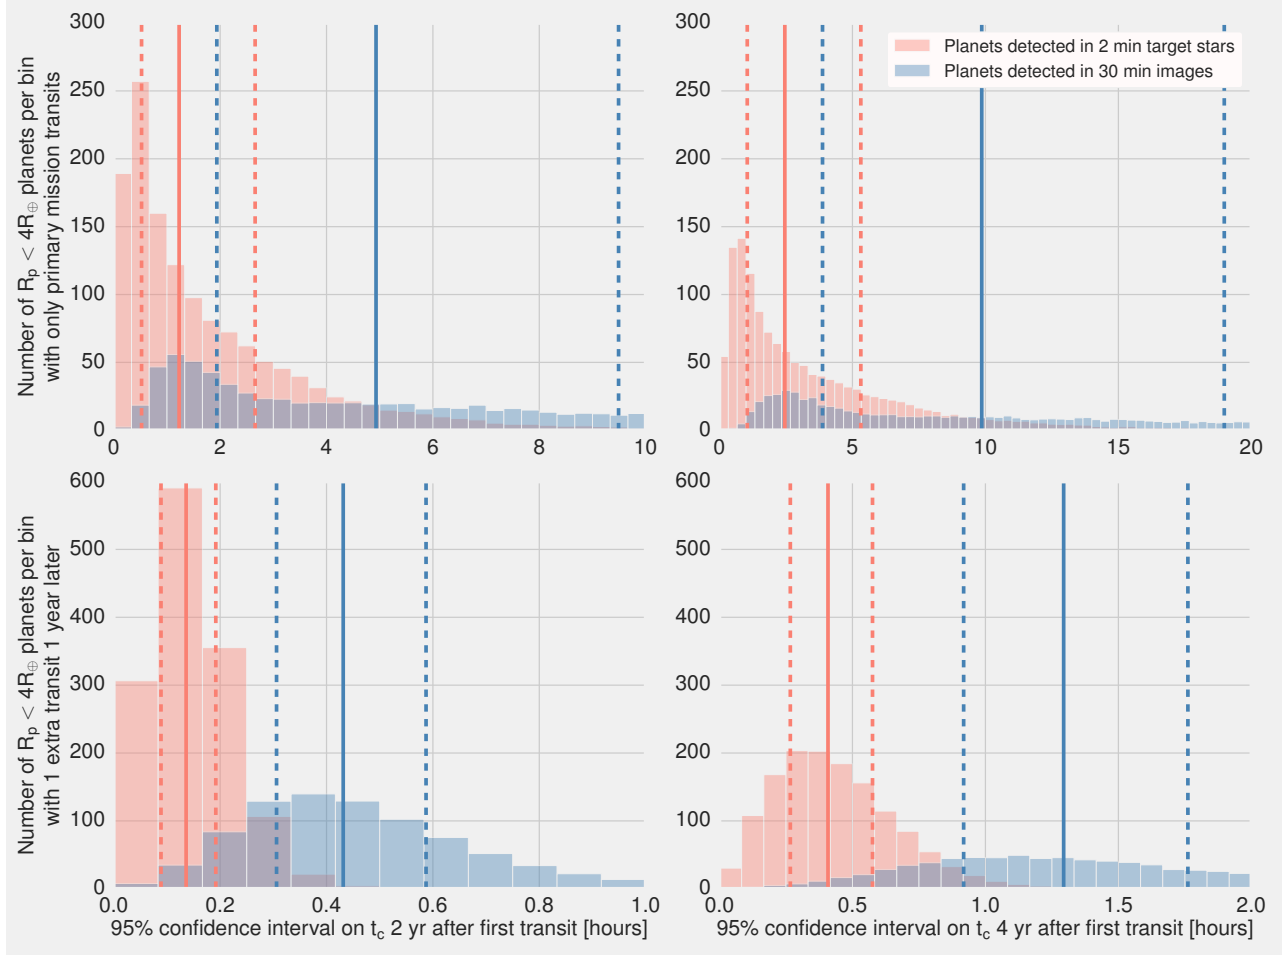 300
250
200
150
100
50
0
0 2 4 6 8 10
Number of Rₚ < 4R⊕ planets per bin
with only primary mission transits
300
250
200
150
100
50
0
0 5 10 15 20
Planets detected in 2 min target stars
Planets detected in 30 min images
600
500
400
300
200
100
0
0.0 0.2 0.4 0.6 0.8 1.0
Number of Rₚ < 4R⊕ planets per bin
with 1 extra transit 1 year later
95% confidence interval on t_c 2 yr after first transit [hours]
600
500
400
300
200
100
0
0.0 0.5 1.0 1.5 2.0
95% confidence interval on t_c 4 yr after first transit [hours]